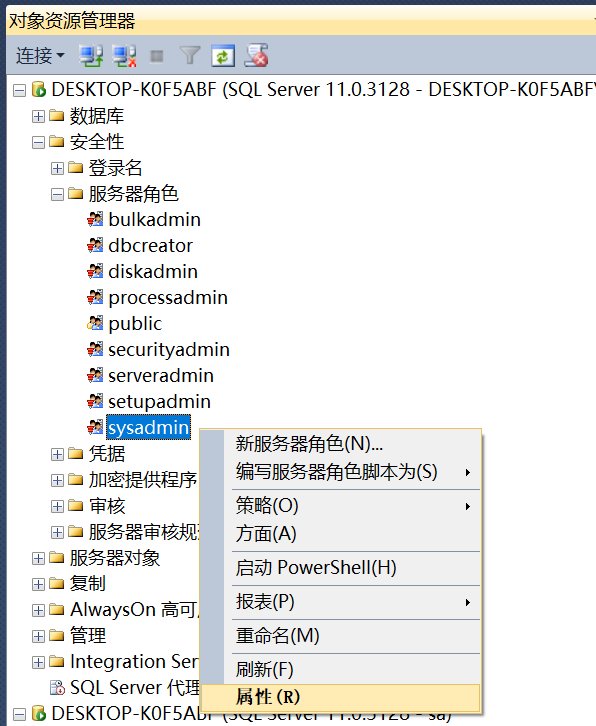 对象资源管理器
连接
DESKTOP-K0F5ABF (SQL Server 11.0.3128 - DESKTOP-K0F5ABF\
数据库
安全性
登录名
服务器角色
bulkadmin
dbcreator
diskadmin
processadmin
public
securityadmin
serveradmin
setupadmin
sysadmin
新服务器角色(N)...
凭据
编写服务器角色脚本为(S)
加密提供程序
策略(O)
审核
方面(A)
服务器审核规
服务器对象
启动 PowerShell(H)
复制
报表(P)
AlwaysOn 高可
管理
重命名(M)
Integration Ser
刷新(F)
SQL Server 代理
属性(R)
DESKTOP-K0F5ABF (SQL Server 11.0.3128 - sa)